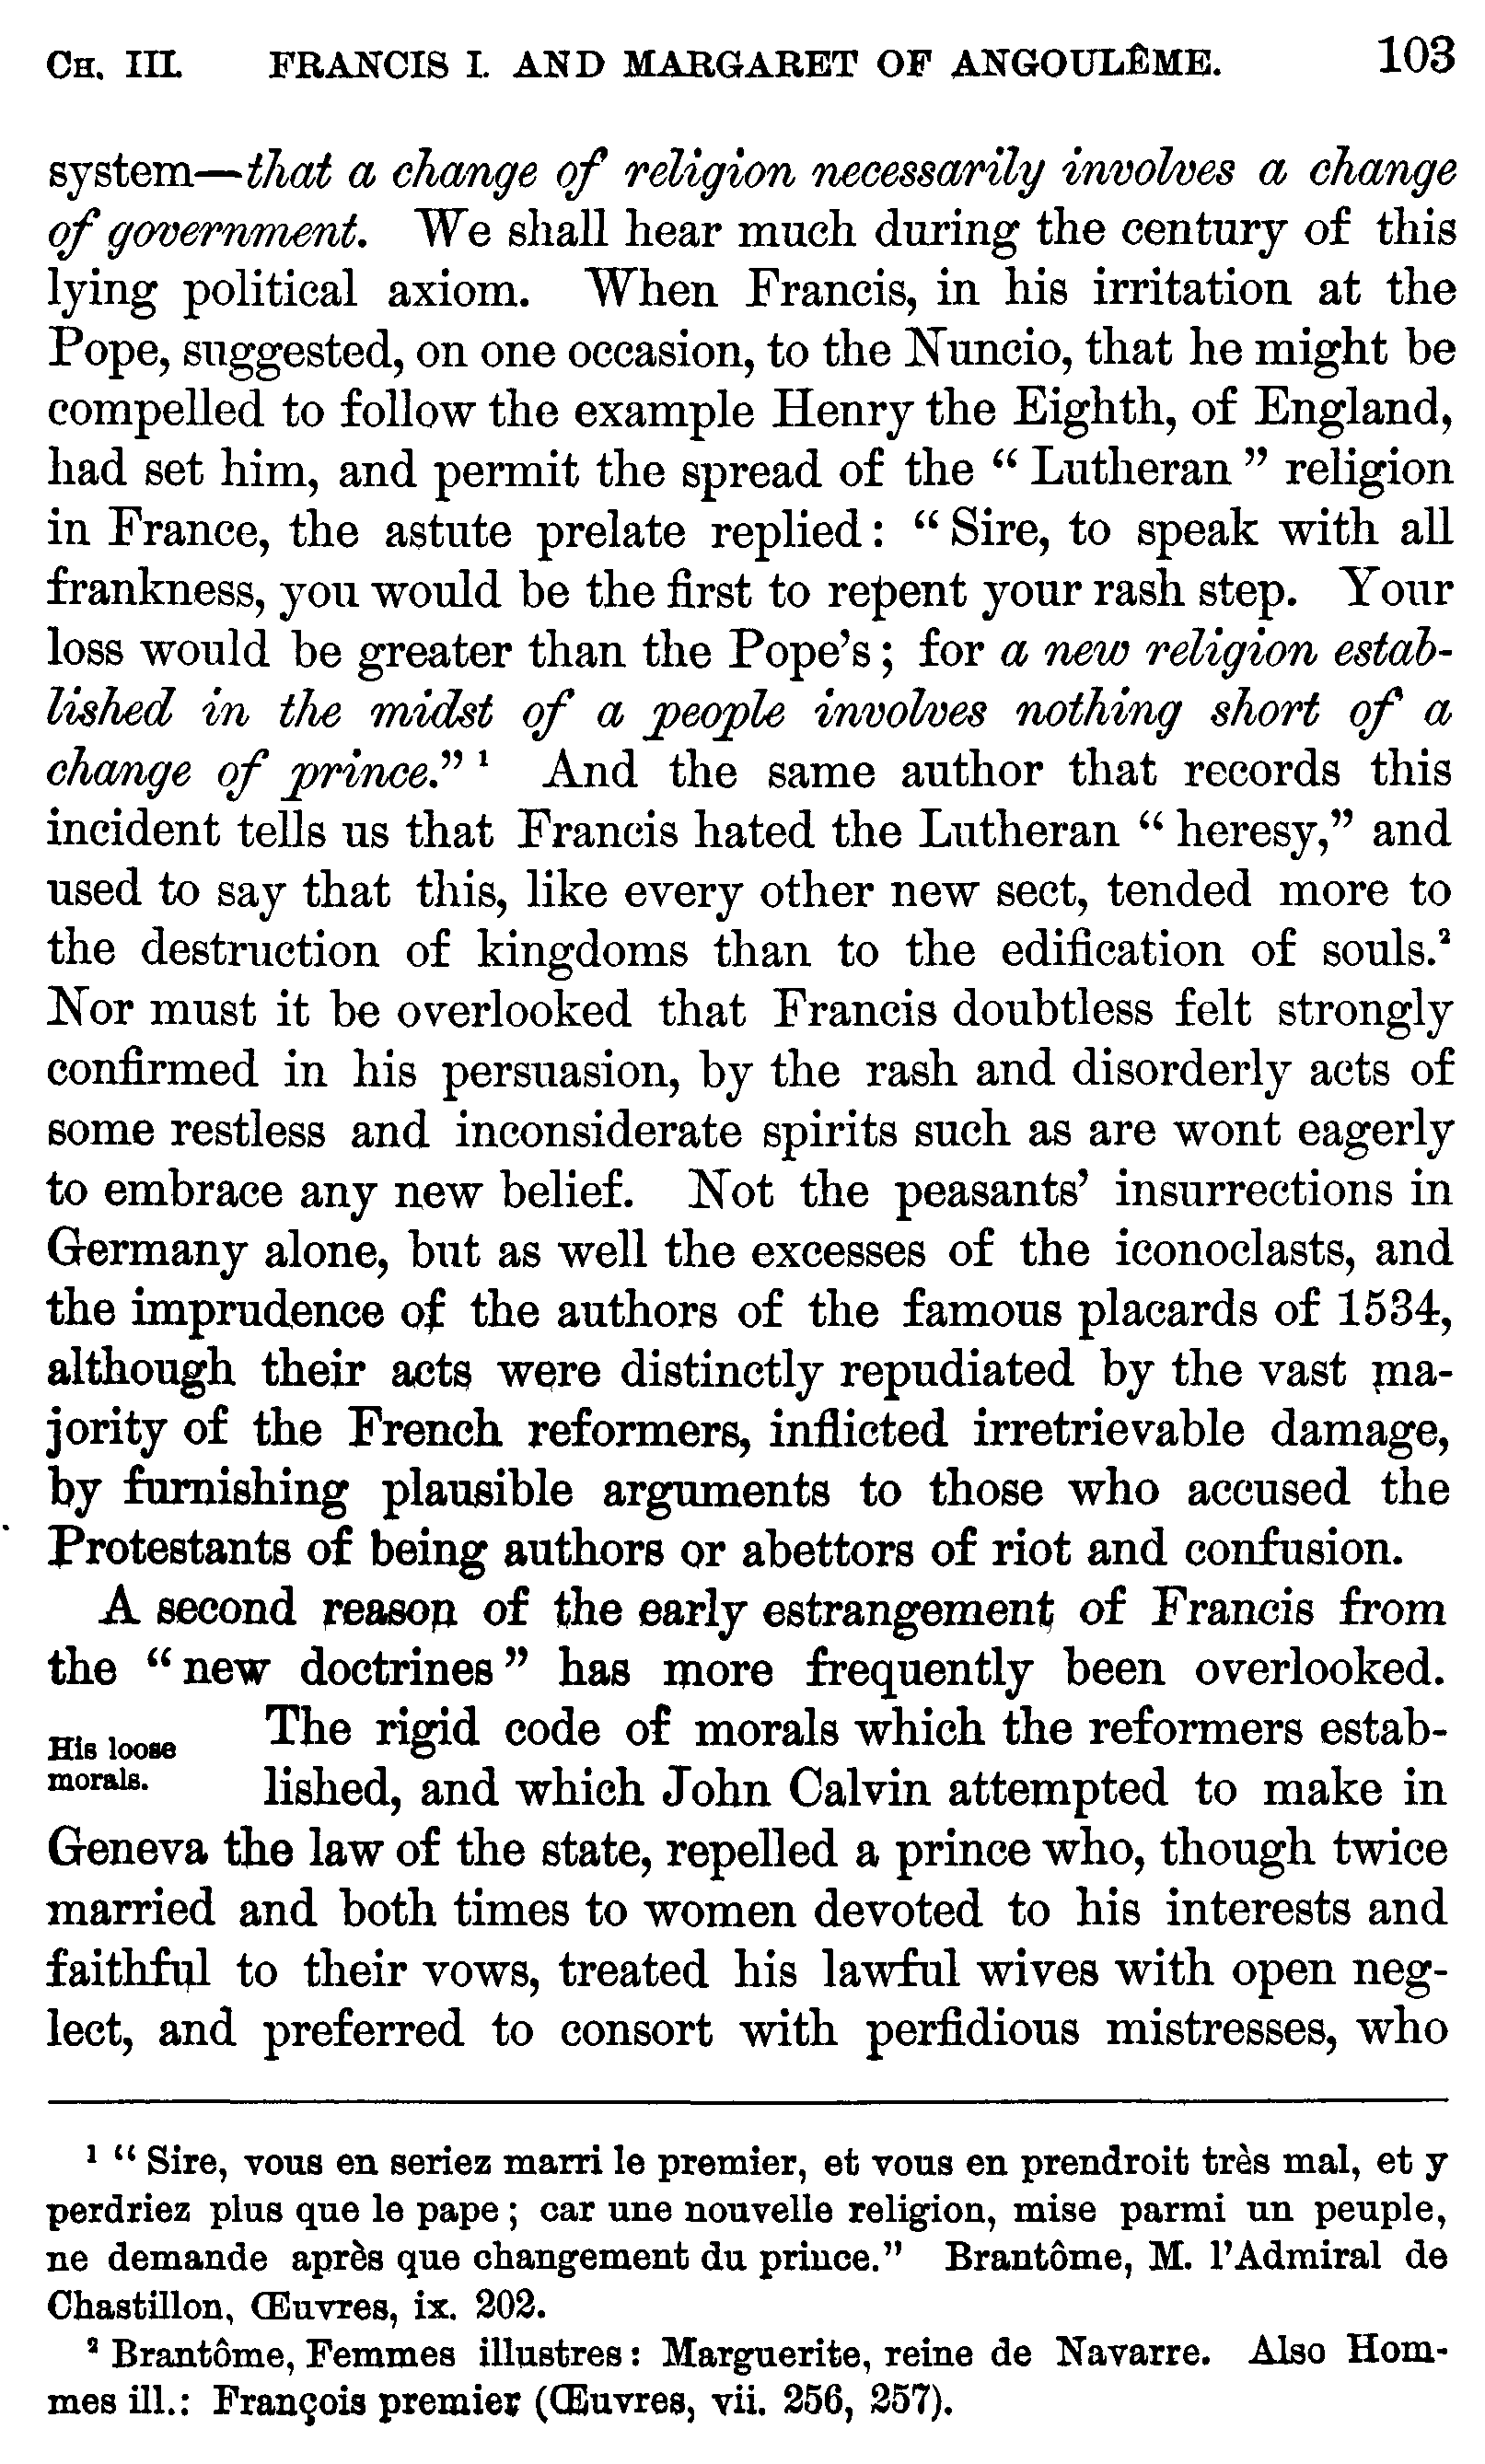 CH. III. FRANCIS I. AND MARGARET OF ANGOULÊME. 103
system—that a change of religion necessarily involves a change
of government. We shall hear much during the century of this
lying political axiom. When Francis, in his irritation at the
Pope, suggested, on one occasion, to the Nuncio, that he might be
compelled to follow the example Henry the Eighth, of England,
had set him, and permit the spread of the “ Lutheran ” religion
in France, the astute prelate replied: “ Sire, to speak with all
frankness, you would be the first to repent your rash step. Your
loss would be greater than the Pope’s; for a new religion estab-
lished in the midst of a people involves nothing short of a
change of prince.” ¹ And the same author that records this
incident tells us that Francis hated the Lutheran “ heresy,” and
used to say that this, like every other new sect, tended more to
the destruction of kingdoms than to the edification of souls.²
Nor must it be overlooked that Francis doubtless felt strongly
confirmed in his persuasion, by the rash and disorderly acts of
some restless and inconsiderate spirits such as are wont eagerly
to embrace any new belief. Not the peasants’ insurrections in
Germany alone, but as well the excesses of the iconoclasts, and
the imprudence of the authors of the famous placards of 1534,
although their acts were distinctly repudiated by the vast ma-
jority of the French reformers, inflicted irretrievable damage,
by furnishing plausible arguments to those who accused the
Protestants of being authors or abettors of riot and confusion.
A second reason of the early estrangement of Francis from
the “ new doctrines ” has more frequently been overlooked.
His loose
morals.
The rigid code of morals which the reformers estab-
lished, and which John Calvin attempted to make in
Geneva the law of the state, repelled a prince who, though twice
married and both times to women devoted to his interests and
faithful to their vows, treated his lawful wives with open neg-
lect, and preferred to consort with perfidious mistresses, who
¹ “ Sire, vous en seriez marri le premier, et vous en prendroit très mal, et y
perdriez plus que le pape ; car une nouvelle religion, mise parmi un peuple,
ne demande après que changement du prince.” Brantôme, M. l’Admiral de
Chastillon, Œuvres, ix. 202.
² Brantôme, Femmes illustres: Marguerite, reine de Navarre. Also Hom-
mes ill.: François premier (Œuvres, vii. 256, 257).